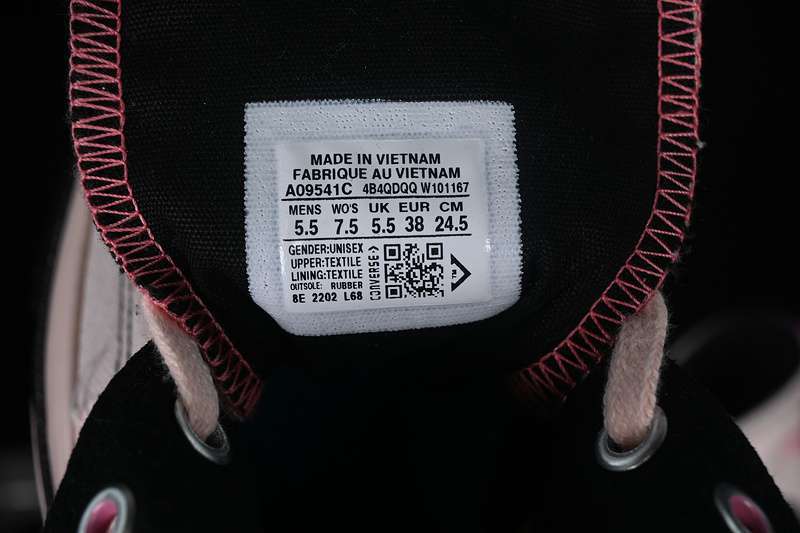 MADE IN VIETNAM
FABRIQUE AU VIETNAM
A09541C 4B4QDQQ W101167
MENS WO'S UK EUR CM
5.5 7.5 5.5 38 24.5
GENDER:UNISEX
UPPER:TEXTILE
LINING:TEXTILE
OUTSOLE: RUBBER
8E 2202 L68
CONVERSE
TM